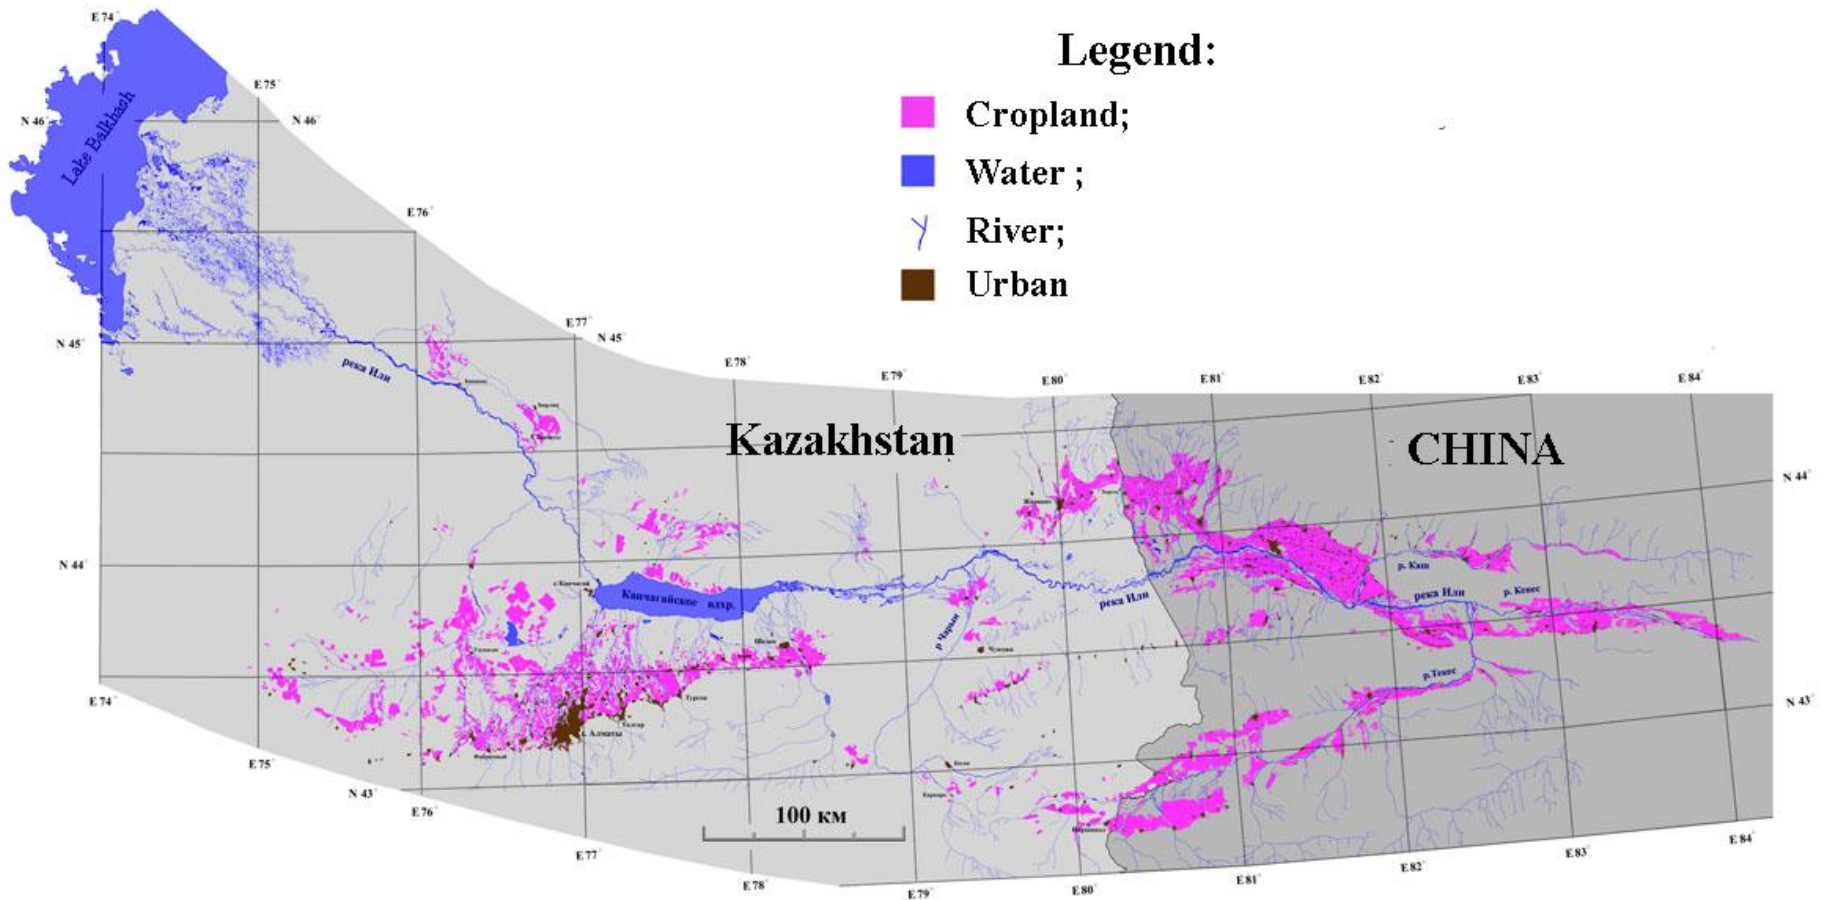 Legend:
Cropland;
Water ;
River;
Urban
E 74°
E 75°
N 46°
N 46°
Lake Balkhash
E 76°
E 77°
N 45°
N 45°
река Или
E 78°
E 79°
E 80°
E 81°
E 82°
E 83°
E 84°
Kazakhstan
CHINA
N 44°
N 44°
р. Каш
Капчагайское вдхр.
река Или
река Или
р. Кенес
р. Чарын
р.Текес
г. Алматы
Талгар
N 43°
E 74°
E 75°
N 43°
E 76°
100 км
E 77°
E 78°
E 79°
E 80°
E 81°
E 82°
E 83°
E 84°